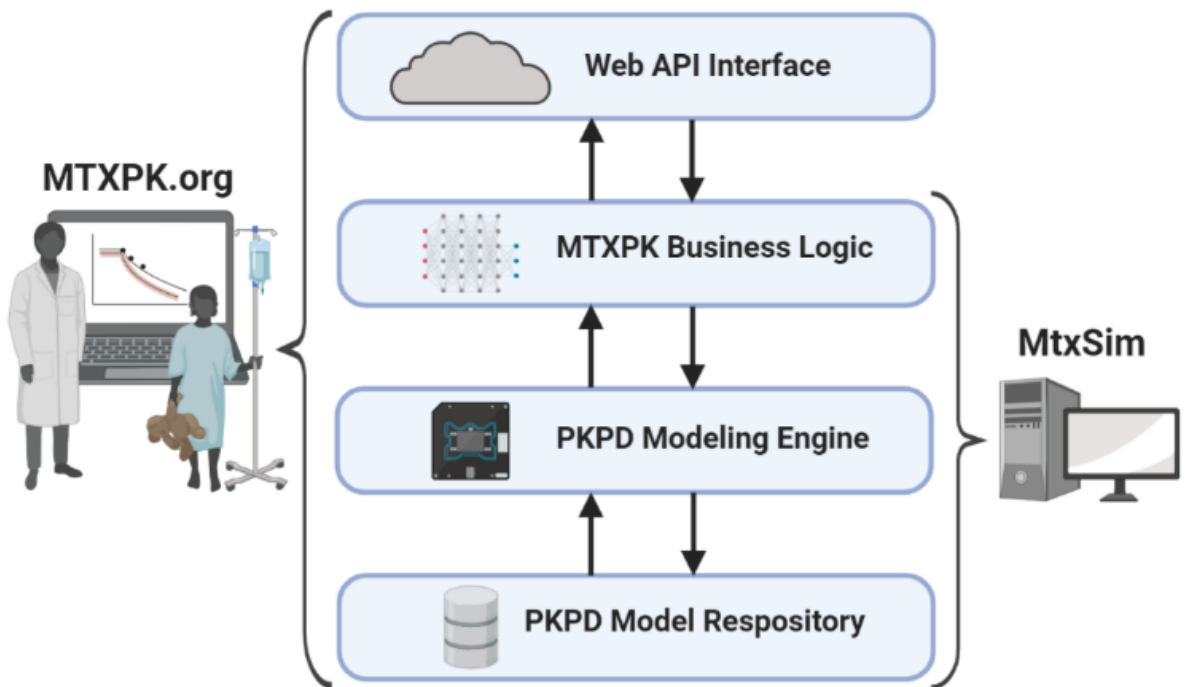 Web API Interface
MTXPK.org
MTXPK Business Logic
MtxSim
PKPD Modeling Engine
PKPD Model Respository